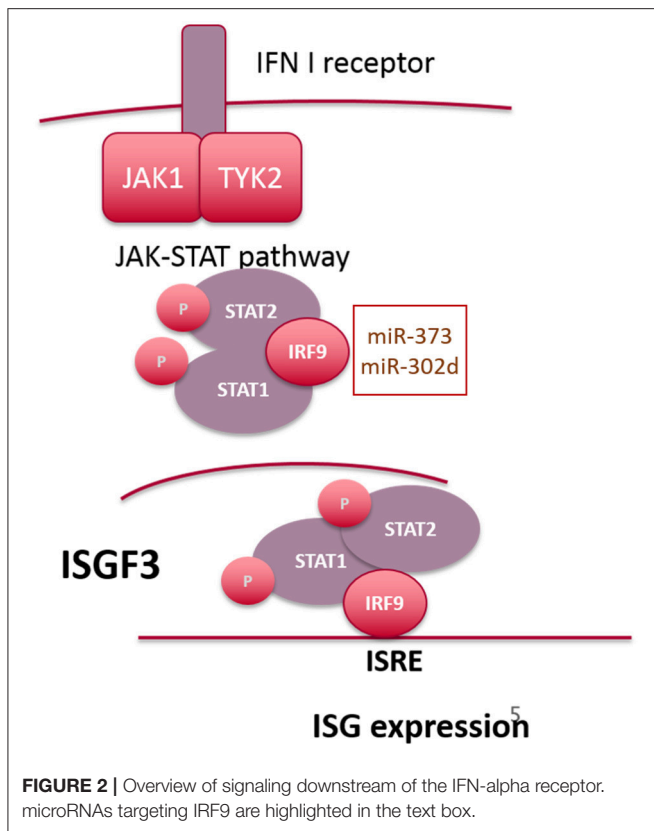 IFN I receptor
JAK1 TYK2
JAK-STAT pathway
P STAT2
IRF9 miR-373
P miR-302d
STAT1
P
STAT2
ISGF3 STAT1
P
IRF9
ISRE
ISG expression5
FIGURE 2 | Overview of signaling downstream of the IFN-alpha receptor.
microRNAs targeting IRF9 are highlighted in the text box.